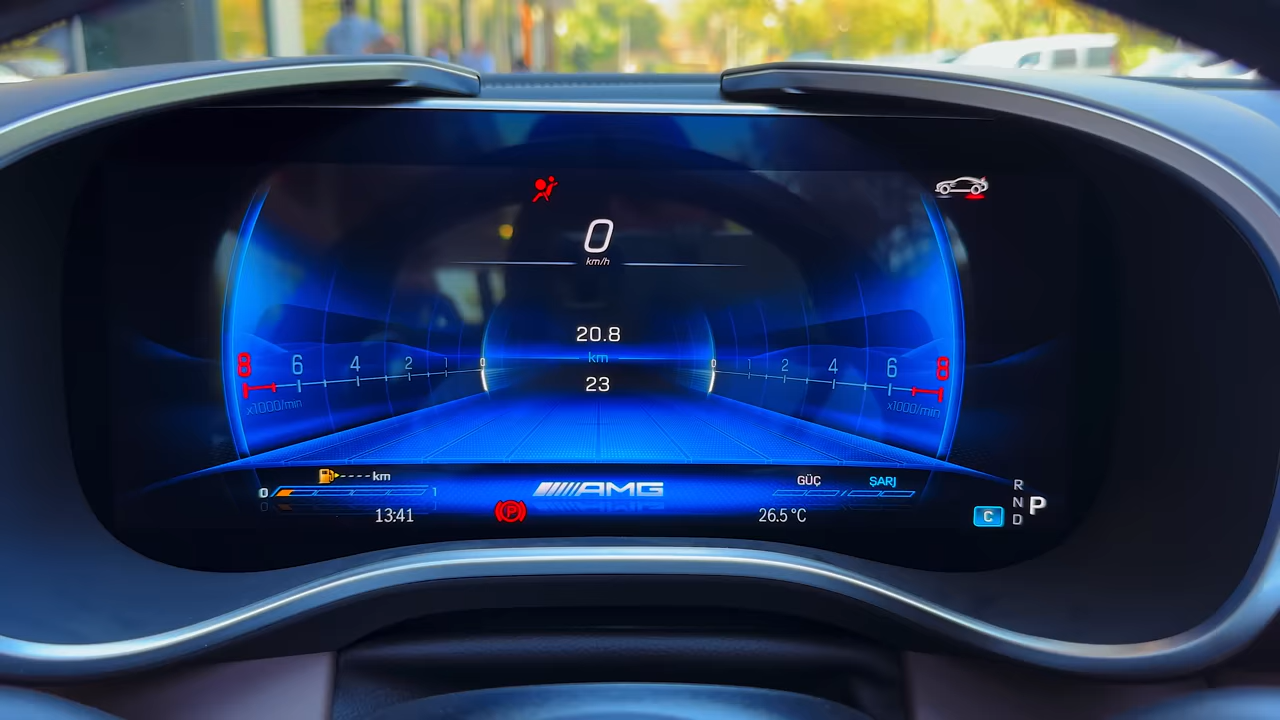 0
km/h
20.8
km
23
8 6 4 2 1 0
x1000/min
0 1 2 4 6 8
x1000/min
---- km
0 1
0
GÜÇ ŞARJ
AMG
13:41
P
26.5 °C
C
R
N
D
P